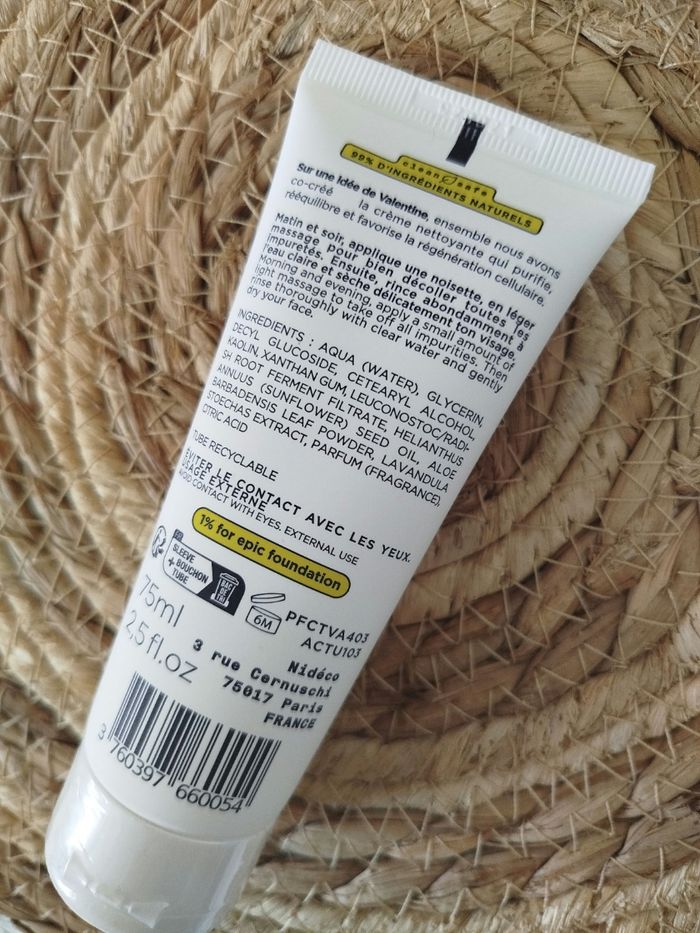 clean safe
99% D'INGRÉDIENTS NATURELS
Sur une Idée de Valentine, ensemble nous avons
co-créé la crème nettoyante qui purifie,
rééquilibre et favorise la régénération cellulaire.
Matin et soir, applique une noisette, en léger
massage pour bien décoller toutes les
impuretés. Ensuite, rince abondamment à
l'eau claire et sèche délicatement ton visage.
Morning and evening, apply a small amount of
light massage to take off all impurities. Then
rinse thoroughly with clear water and gently
dry your face.
INGREDIENTS : AQUA (WATER), GLYCERIN,
DECYL GLUCOSIDE, CETEARYL ALCOHOL,
KAOLIN, XANTHAN GUM, LEUCONOSTOC/RADI-
SH ROOT FERMENT FILTRATE, HELIANTHUS
ANNUUS (SUNFLOWER) SEED OIL, ALOE
BARBADENSIS LEAF POWDER, LAVANDULA
STOECHAS EXTRACT, PARFUM (FRAGRANCE),
CITRIC ACID
TUBE RECYCLABLE
EVITER LE CONTACT AVEC LES YEUX.
USAGE EXTERNE
AVOID CONTACT WITH EYES. EXTERNAL USE
1% for epic foundation
FR
SLEEVE
+ BOUCHON
TUBE
BAC
DE
TRI
6M
PFCTVA403
ACTU103
75ml
2,5 fl.oz
Nidéco
3 rue Cernuschi
75017 Paris
FRANCE
3 760397 660054